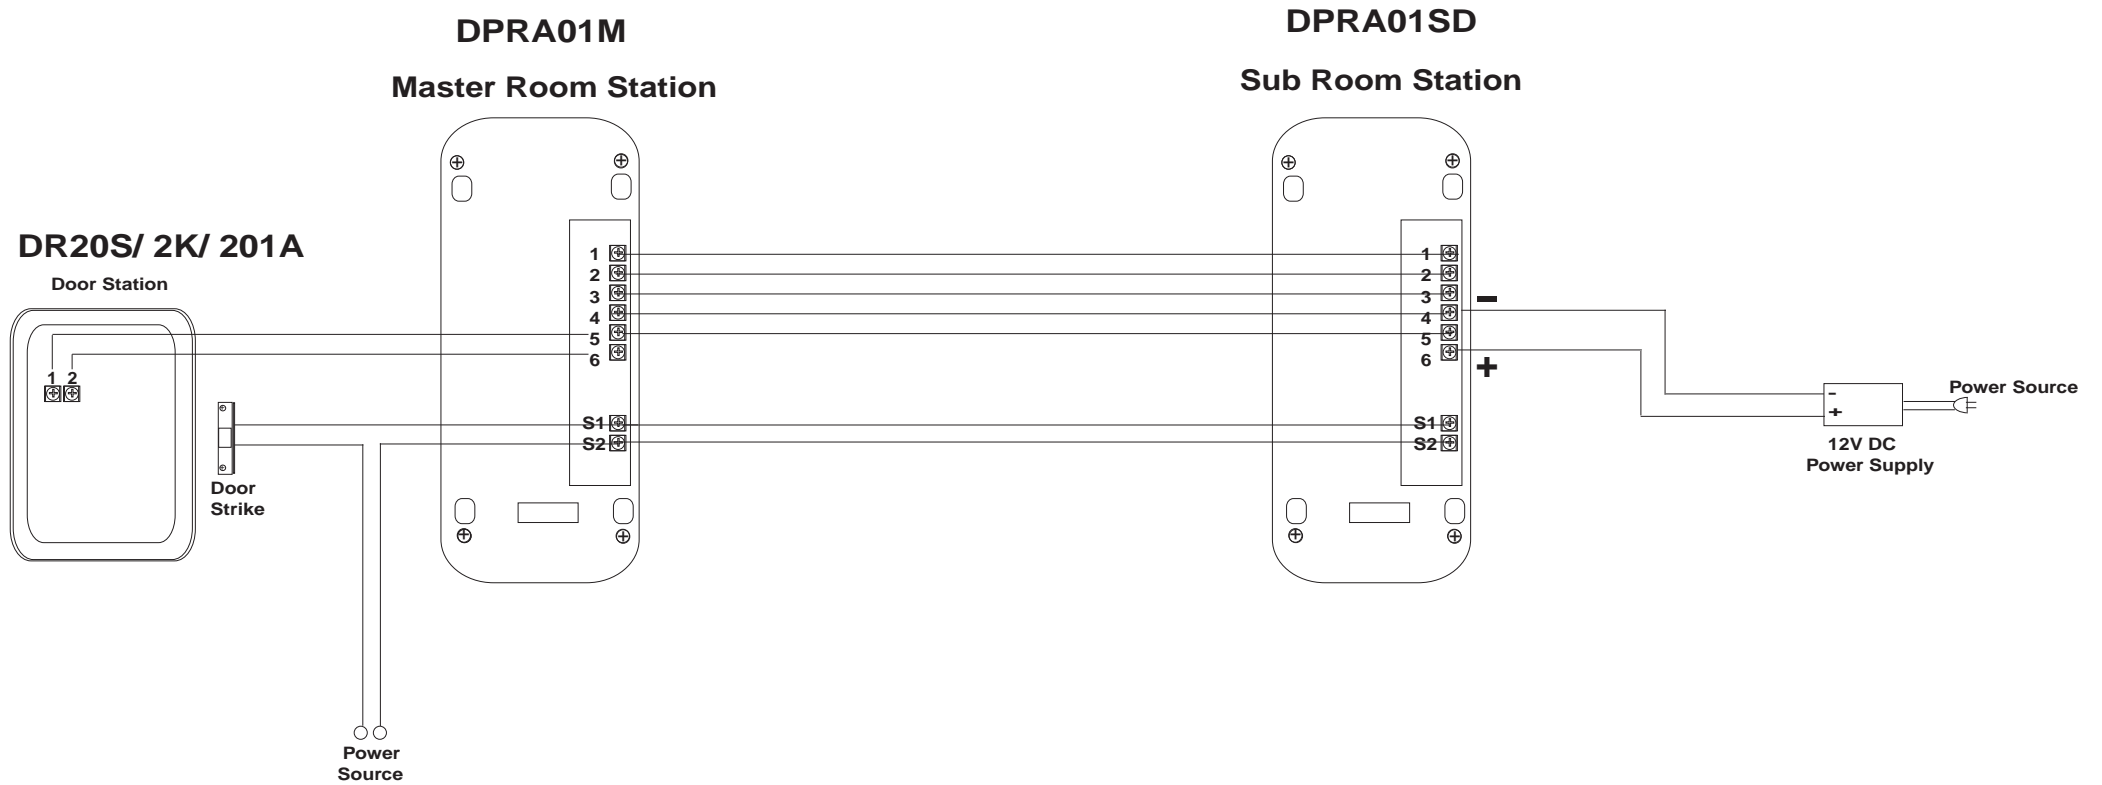 DPRA01M
Master Room Station
DPRA01SD
Sub Room Station
DR20S/ 2K/ 201A
Door Station
1 2
Door
Strike
Power
Source
1
2
3
4
5
6
S1
S2
1
2
3
4
5
6
S1
S2
-
+
-
+
12V DC
Power Supply
Power Source